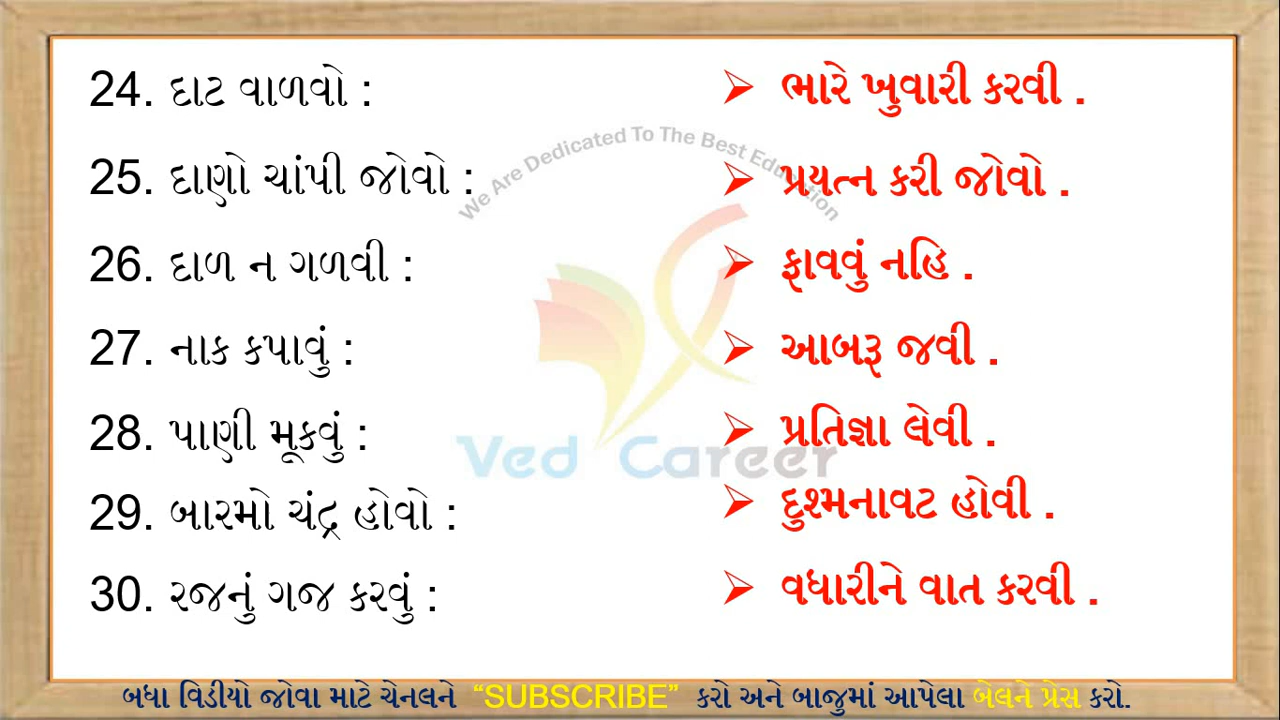 24. દાટ વાળવો : ➢ ભારે ખુવારી કરવી .
We Are Dedicated To The Best Education
25. દાણો ચાંપી જોવો : ➢ પ્રયત્ન કરી જોવો .
26. દાળ ન ગળવી : ➢ ફાવવું નહિ .
27. નાક કપાવું : ➢ આબરૂ જવી .
28. પાણી મૂકવું : ➢ પ્રતિજ્ઞા લેવી .
Ved Career
29. બારમો ચંદ્ર હોવો : ➢ દુશ્મનાવટ હોવી .
30. રજનું ગજ કરવું : ➢ વધારીને વાત કરવી .
બધા વિડીયો જોવા માટે ચેનલને “SUBSCRIBE” કરો અને બાજુમાં આપેલા બેલને પ્રેસ કરો.